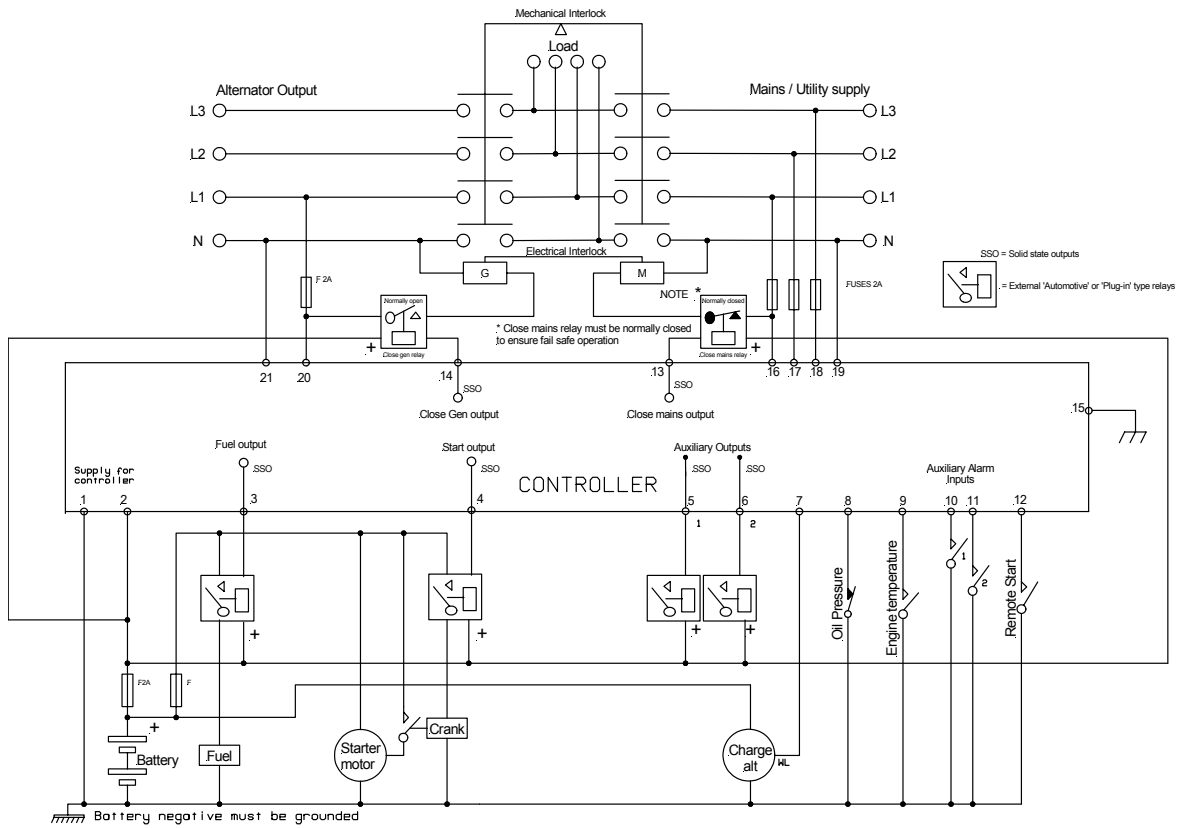 Mechanical Interlock
Load
Alternator Output
Mains / Utility supply
L3
L3
L2
L2
L1
L1
N
N
Electrical Interlock
G
M
F 2A
NOTE *
FUSES 2A
SSO = Solid state outputs
= External 'Automotive' or 'Plug-in' type relays
Normally open
Normally closed
* Close mains relay must be normally closed
to ensure fail safe operation
+
Close gen relay
Close mains relay
+
21
20
14
13
16
17
18
19
SSO
SSO
Close Gen output
Close mains output
15
Fuel output
SSO
Start output
SSO
Auxiliary Outputs
SSO
SSO
Auxiliary Alarm
Inputs
Supply for
controller
CONTROLLER
1
2
3
4
5
6
7
8
9
10
11
12
1
2
Oil Pressure
Engine temperature
1
2
Remote Start
+
+
+
+
F2A
F
+
Battery
Fuel
Starter
motor
Crank
Charge
alt
WL
Battery negative must be grounded